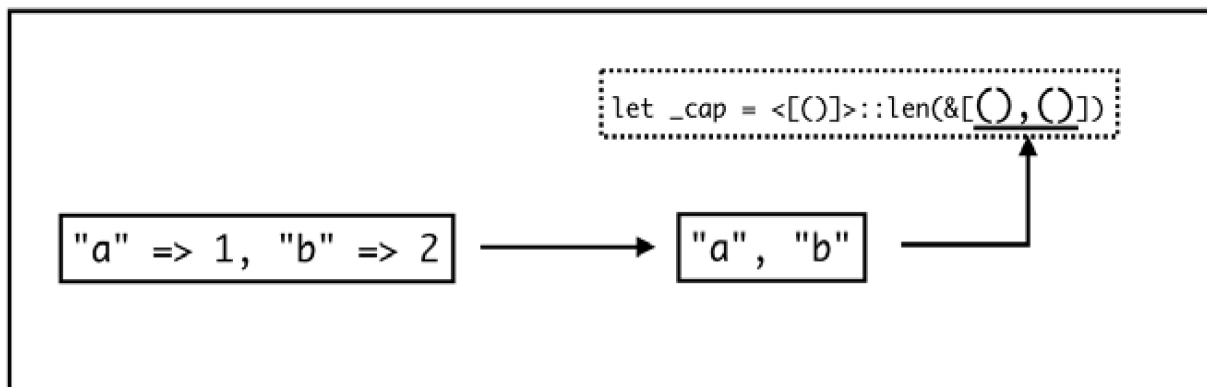 let _cap = <[()]>::len(&[(),()])
"a" => 1, "b" => 2
"a", "b"